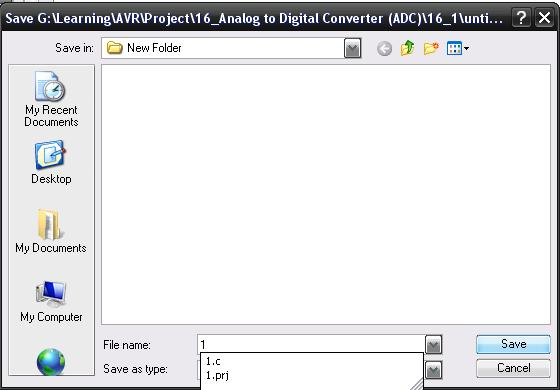 Save G:\Learning\AVR\Project\16_Analog to Digital Converter (ADC)\16_1\unti...
Save in:
New Folder
My Recent
Documents
Desktop
My Documents
My Computer
File name:
1
Save
1.c
Save as type:
1.prj
Cancel